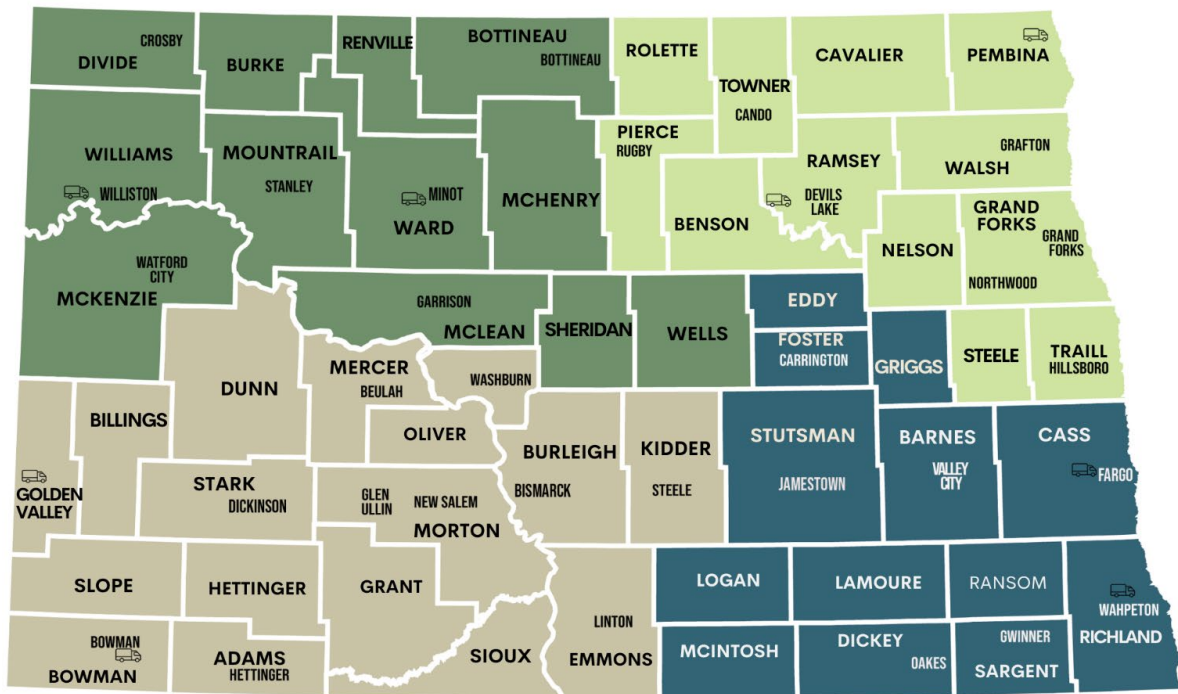 CROSBY
DIVIDE
BURKE
RENVILLE
BOTTINEAU
BOTTINEAU
ROLETTE
TOWNER
CANDO
CAVALIER
PEMBINA
WILLIAMS
WILLISTON
MOUNTRAIL
STANLEY
MINOT
WARD
MCHENRY
PIERCE
RUGBY
BENSON
RAMSEY
DEVILS
LAKE
GRAFTON
WALSH
GRAND
FORKS
GRAND
FORKS
NORTHWOOD
NELSON
WATFORD
CITY
MCKENZIE
GARRISON
MCLEAN
SHERIDAN
WELLS
EDDY
FOSTER
CARRINGTON
GRIGGS
STEELE
TRAILL
HILLSBORO
DUNN
MERCER
BEULAH
WASHBURN
OLIVER
BILLINGS
GOLDEN
VALLEY
STARK
DICKINSON
GLEN
ULLIN
NEW SALEM
MORTON
BURLEIGH
BISMARCK
KIDDER
STEELE
STUTSMAN
JAMESTOWN
BARNES
VALLEY
CITY
CASS
FARGO
SLOPE
HETTINGER
GRANT
LOGAN
LAMOURE
RANSOM
WAHPETON
RICHLAND
BOWMAN
BOWMAN
ADAMS
HETTINGER
SIOUX
LINTON
EMMONS
MCINTOSH
DICKEY
OAKES
GWINNER
SARGENT